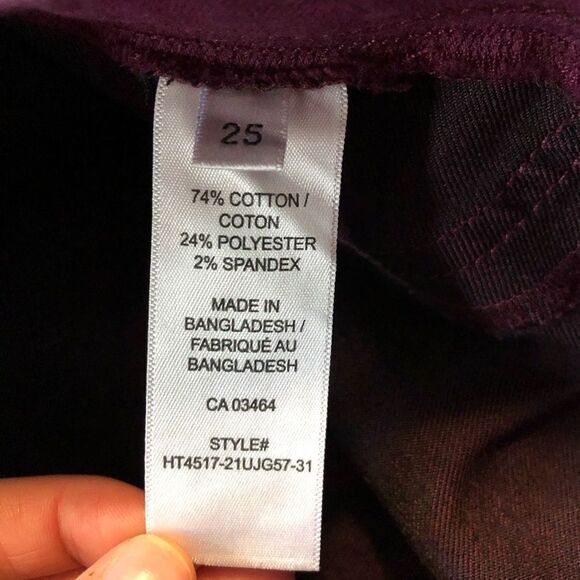 25
74% COTTON /
COTON
24% POLYESTER
2% SPANDEX
MADE IN
BANGLADESH /
FABRIQUÉ AU
BANGLADESH
CA 03464
STYLE#
HT4517-21UJG57-31